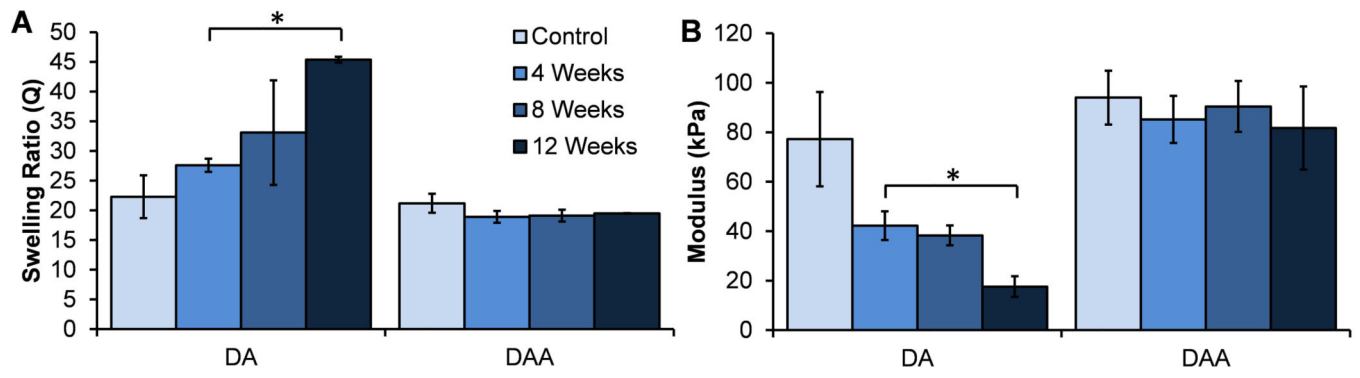 A
Swelling Ratio (Q)
50
45
40
35
30
25
20
15
10
5
0
*
Control
4 Weeks
8 Weeks
12 Weeks
DA
DAA
B
Modulus (kPa)
120
100
80
60
40
20
0
*
DA
DAA